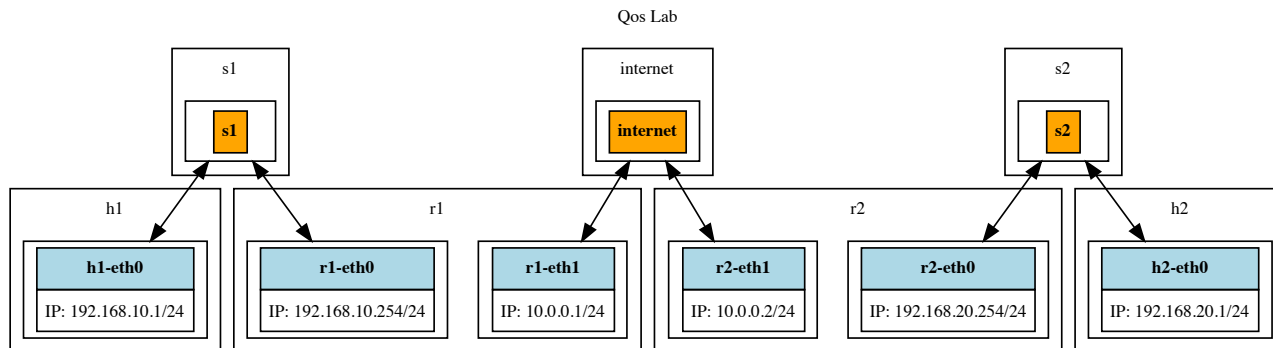 Qos Lab
s1
internet
s2
s1
internet
s2
h1
r1
r2
h2
h1-eth0
r1-eth0
r1-eth1
r2-eth1
r2-eth0
h2-eth0
IP: 192.168.10.1/24
IP: 192.168.10.254/24
IP: 10.0.0.1/24
IP: 10.0.0.2/24
IP: 192.168.20.254/24
IP: 192.168.20.1/24